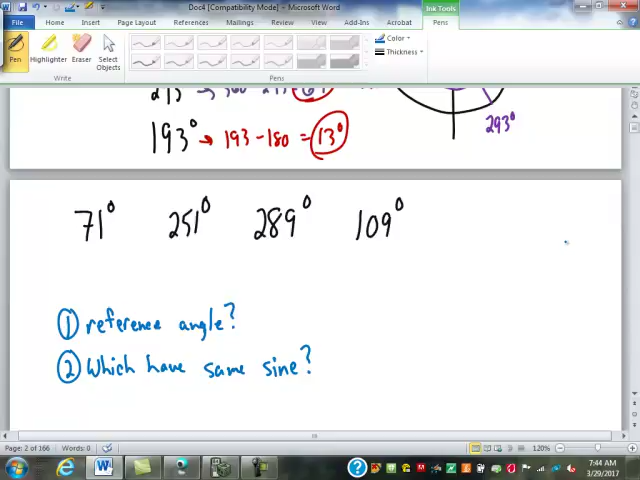 Doc4 [Compatibility Mode] - Microsoft Word
Ink Tools
File Home Insert Page Layout References Mailings Review View Add-Ins Acrobat Pens
Pen Highlighter Eraser Select Objects
Color
Thickness
Write
Pens
293°
193° → 193 - 180 = 13°
71° 251° 289° 109°
① reference angle?
② Which have same sine?
Page: 2 of 166 Words: 0
120%
7:44 AM
3/29/2017